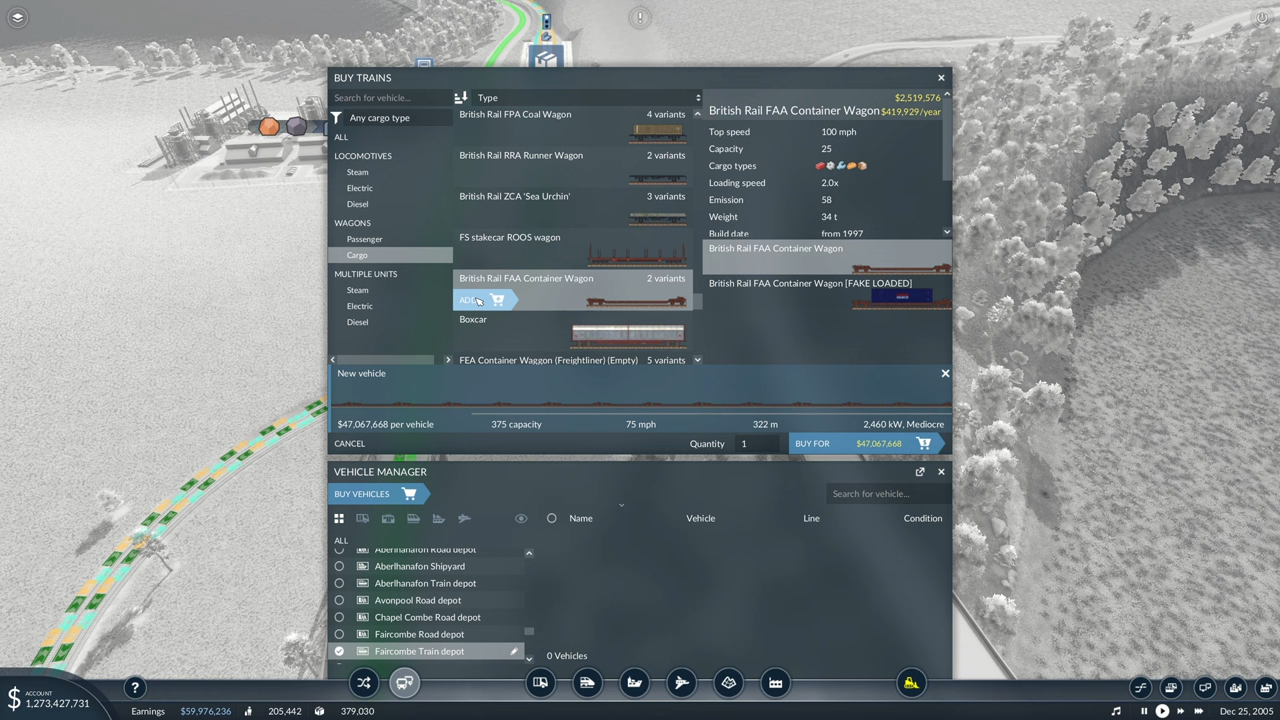 BUY TRAINS
Search for vehicle...
Type
Any cargo type
ALL
LOCOMOTIVES
Steam
Electric
Diesel
WAGONS
Passenger
Cargo
MULTIPLE UNITS
Steam
Electric
Diesel
British Rail FPA Coal Wagon 4 variants
British Rail RRA Runner Wagon 2 variants
British Rail ZCA 'Sea Urchin' 3 variants
FS stakecar ROOS wagon
British Rail FAA Container Wagon 2 variants
Boxcar
FEA Container Waggon (Freightliner) (Empty) 5 variants
$2,519,576
British Rail FAA Container Wagon $419,929/year
Top speed 100 mph
Capacity 25
Cargo types
Loading speed 2.0x
Emission 58
Weight 34 t
Build date from 1997
British Rail FAA Container Wagon
British Rail FAA Container Wagon [FAKE LOADED]
New vehicle
$47,067,668 per vehicle 375 capacity 75 mph 322 m 2,460 kW, Mediocre
CANCEL Quantity 1 BUY FOR $47,067,668
VEHICLE MANAGER
BUY VEHICLES
Search for vehicle...
Name Vehicle Line Condition
ALL
Aberlhanafon Road depot
Aberlhanafon Shipyard
Aberlhanafon Train depot
Avonpool Road depot
Chapel Combe Road depot
Faircombe Road depot
Faircombe Train depot
0 Vehicles
$ ACCOUNT
1,273,427,731
?
Earnings $59,976,236 205,442 379,030
Dec 25, 2005